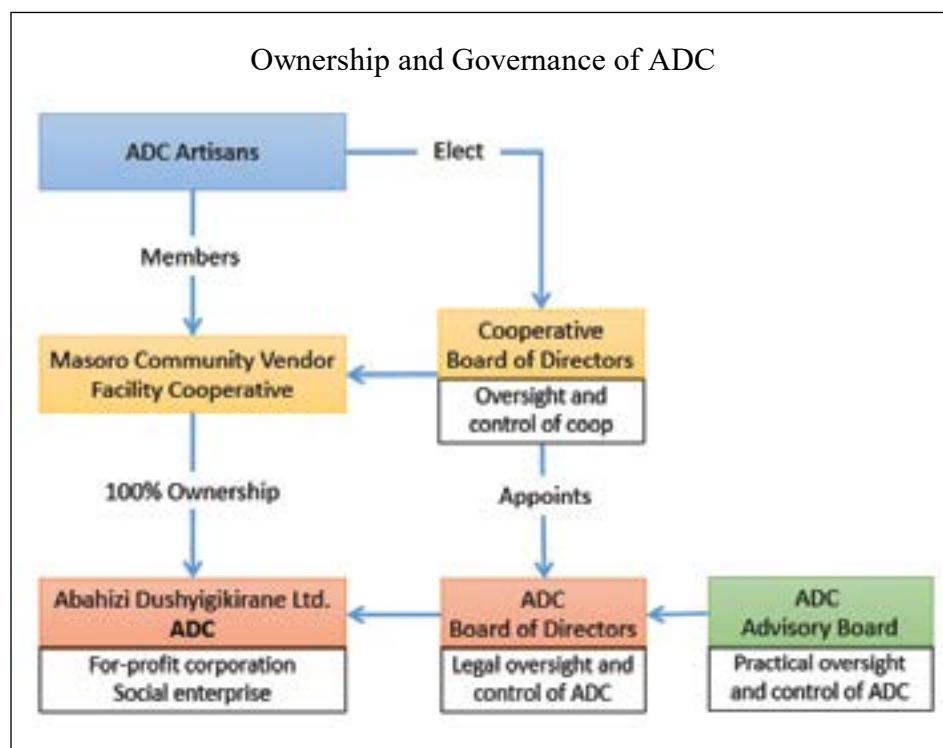 Ownership and Governance of ADC
ADC Artisans
Elect
Members
Masoro Community Vendor
Facility Cooperative
Cooperative
Board of Directors
Oversight and
control of coop
100% Ownership
Appoints
Abahizi Dushyigikirane Ltd.
ADC
For-profit corporation
Social enterprise
ADC
Board of Directors
Legal oversight and
control of ADC
ADC
Advisory Board
Practical oversight
and control of ADC